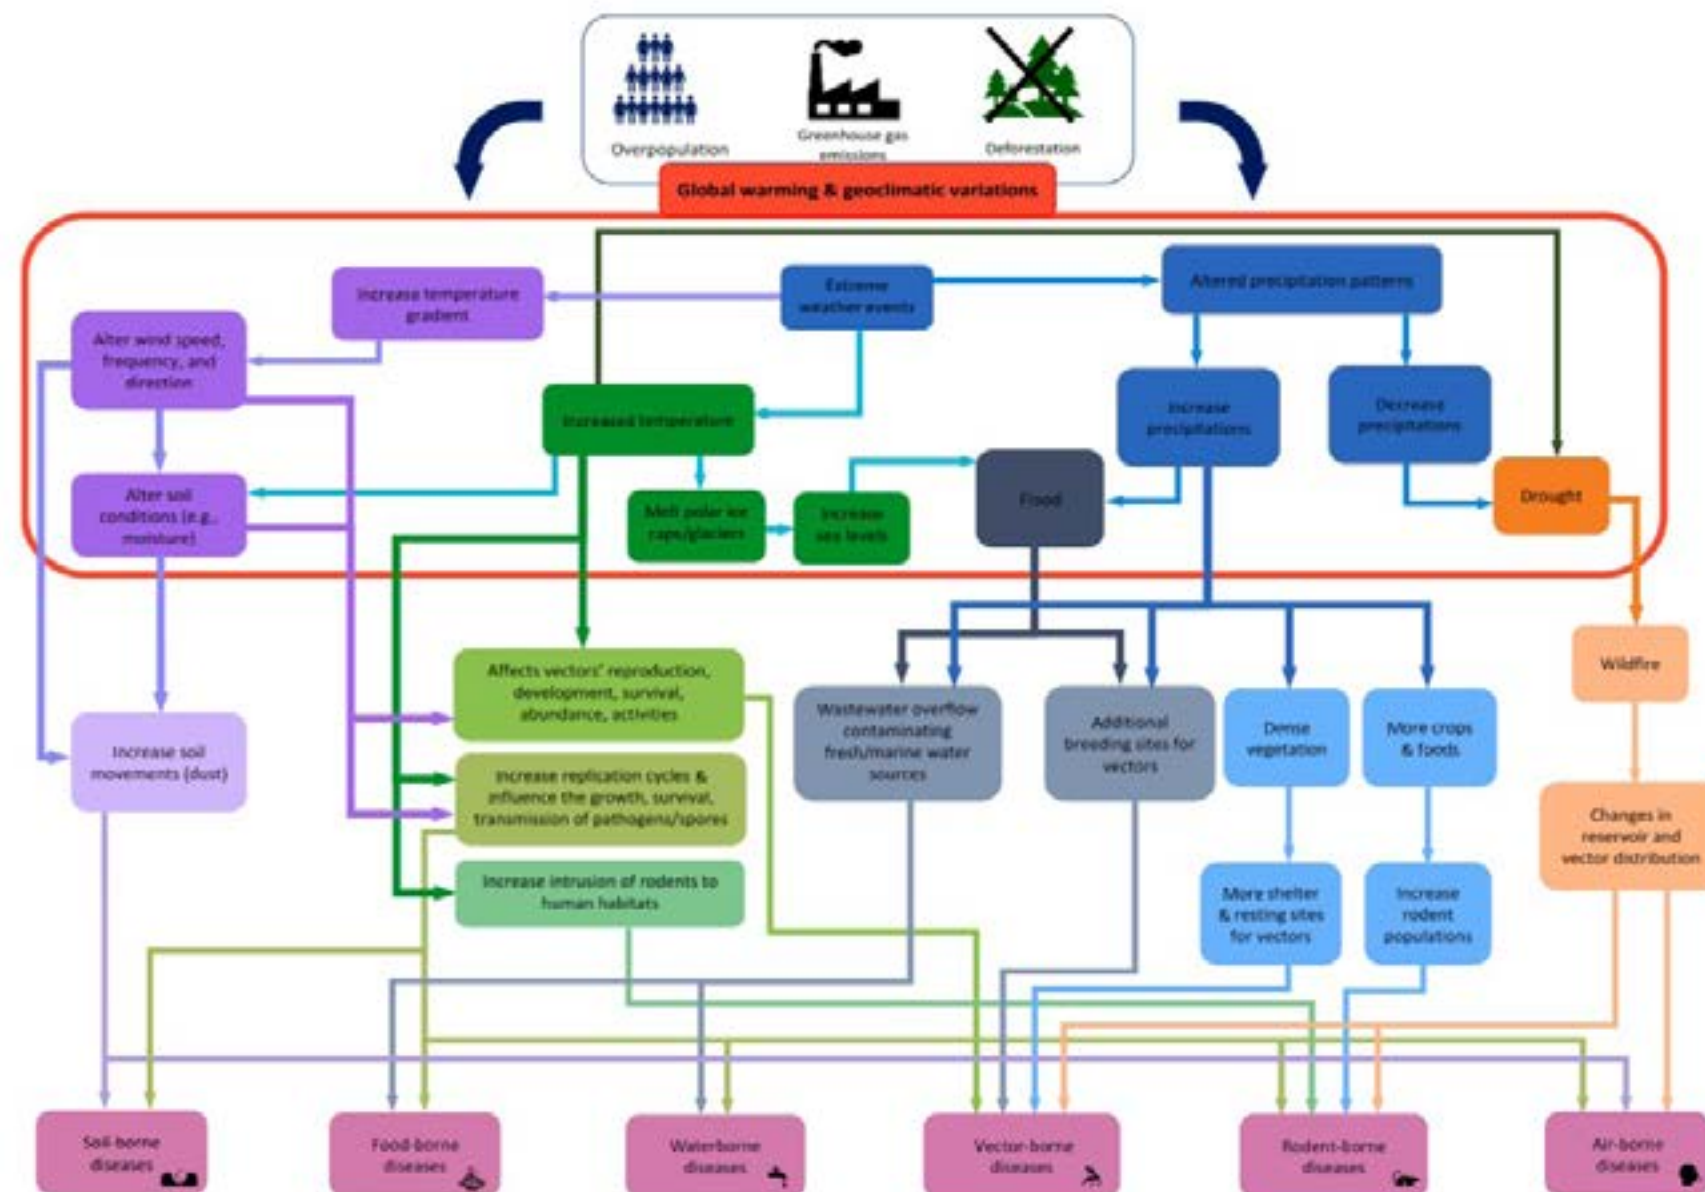 Overpopulation
Greenhouse gas
emissions
Deforestation
Global warming & geoclimatic variations
Increase temperature
gradient
Extreme
weather events
Altered precipitation patterns
Alter wind speed,
frequency, and
direction
Increased temperature
Increase
precipitations
Decrease
precipitations
Alter soil
conditions (e.g.,
moisture)
Melt polar ice
caps/glaciers
Increase
sea levels
Flood
Drought
Affects vectors' reproduction,
development, survival,
abundance, activities
Wildfire
Increase soil
movements (dust)
Wastewater overflow
contaminating
fresh/marine water
sources
Additional
breeding sites for
vectors
Dense
vegetation
More crops
& foods
Increase replication cycles &
influence the growth, survival,
transmission of pathogens/spores
Changes in
reservoir and
vector distribution
Increase intrusion of rodents to
human habitats
More shelter
& resting sites
for vectors
Increase
rodent
populations
Soil-borne
diseases
Food-borne
diseases
Waterborne
diseases
Vector-borne
diseases
Rodent-borne
diseases
Air-borne
diseases